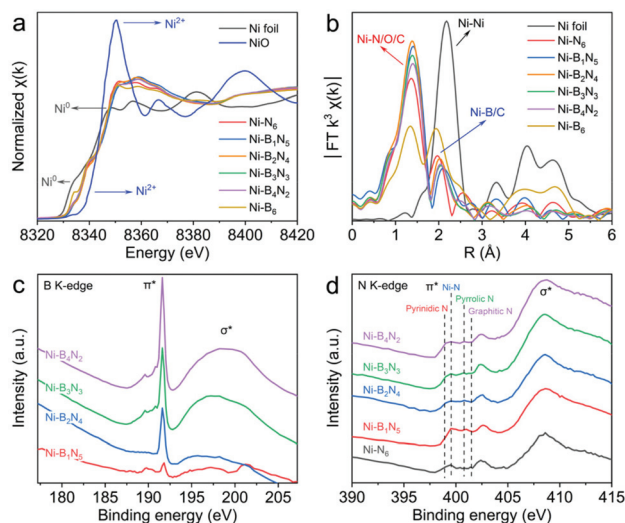 a
Ni²⁺
Ni foil
NiO
Ni⁰
Ni⁰
Ni²⁺
Ni-N₆
Ni-B₁N₅
Ni-B₂N₄
Ni-B₃N₃
Ni-B₄N₂
Ni-B₆
Normalized χ(k)
8320 8340 8360 8380 8400 8420
Energy (eV)
b
Ni-Ni
Ni-N/O/C
Ni-B/C
Ni foil
Ni-N₆
Ni-B₁N₅
Ni-B₂N₄
Ni-B₃N₃
Ni-B₄N₂
Ni-B₆
| FT k³ χ(k) |
0 1 2 3 4 5 6
R (Å)
c
B K-edge
π*
σ*
Ni-B₄N₂
Ni-B₃N₃
Ni-B₂N₄
Ni-B₁N₅
Intensity (a.u.)
180 185 190 195 200 205
Binding energy (eV)
d
N K-edge
π*
Ni-N
Pyrinidic N
Pyrrolic N
Graphitic N
σ*
Ni-B₄N₂
Ni-B₃N₃
Ni-B₂N₄
Ni-B₁N₅
Ni-N₆
Intensity (a.u.)
390 395 400 405 410 415
Binding energy (eV)